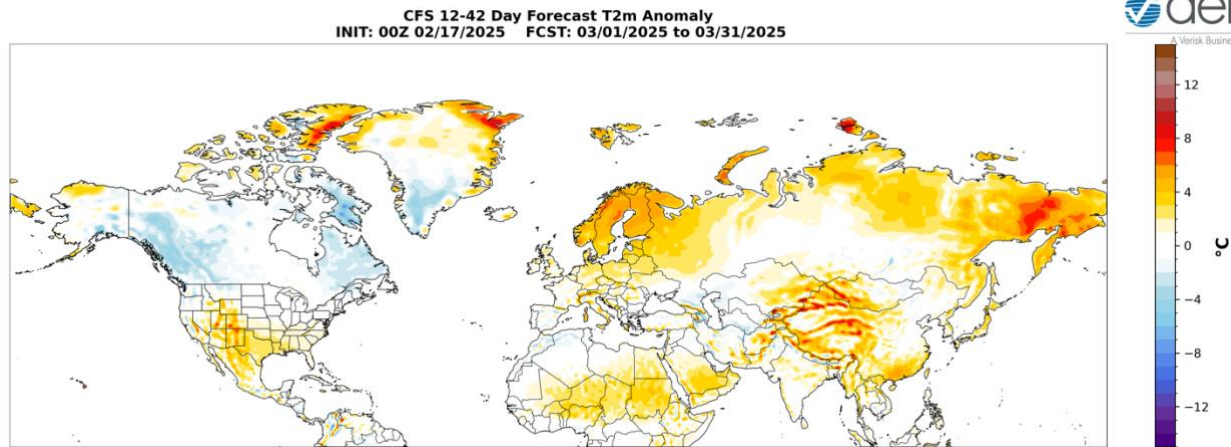 CFS 12-42 Day Forecast T2m Anomaly
INIT: 00Z 02/17/2025 FCST: 03/01/2025 to 03/31/2025
aer
A Verisk Busine
12
8
4
0
−4
−8
−12
°C